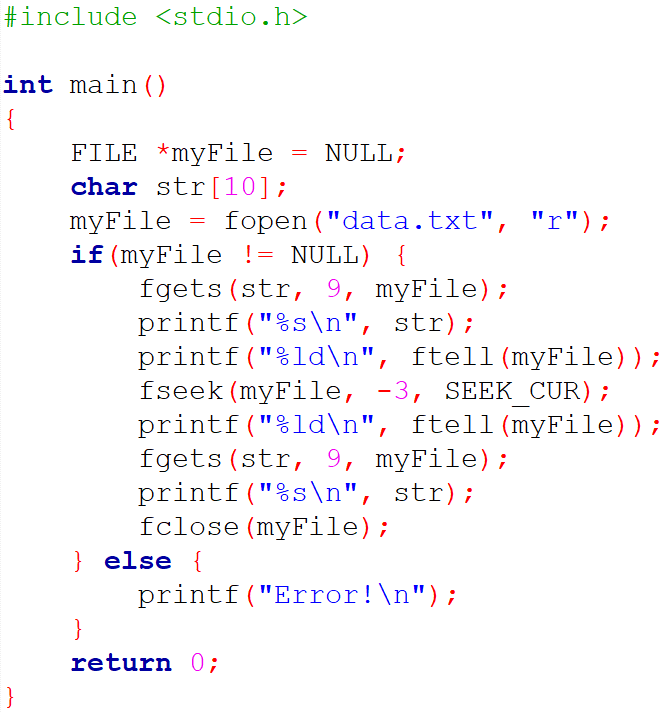 #include <stdio.h>

int main()
{
    FILE *myFile = NULL;
    char str[10];
    myFile = fopen("data.txt", "r");
    if(myFile != NULL) {
        fgets(str, 9, myFile);
        printf("%s\n", str);
        printf("%ld\n", ftell(myFile));
        fseek(myFile, -3, SEEK_CUR);
        printf("%ld\n", ftell(myFile));
        fgets(str, 9, myFile);
        printf("%s\n", str);
        fclose(myFile);
    } else {
        printf("Error!\n");
    }
    return 0;
}